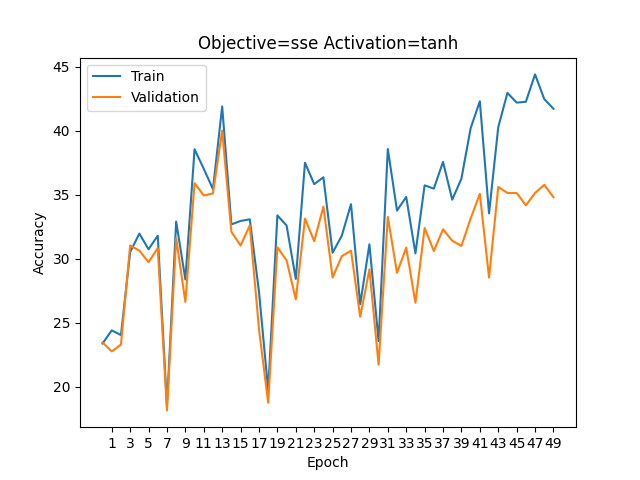 Objective=sse Activation=tanh
Train
Validation
45
40
35
30
25
20
Accuracy
1 3 5 7 9 11 13 15 17 19 21 23 25 27 29 31 33 35 37 39 41 43 45 47 49
Epoch